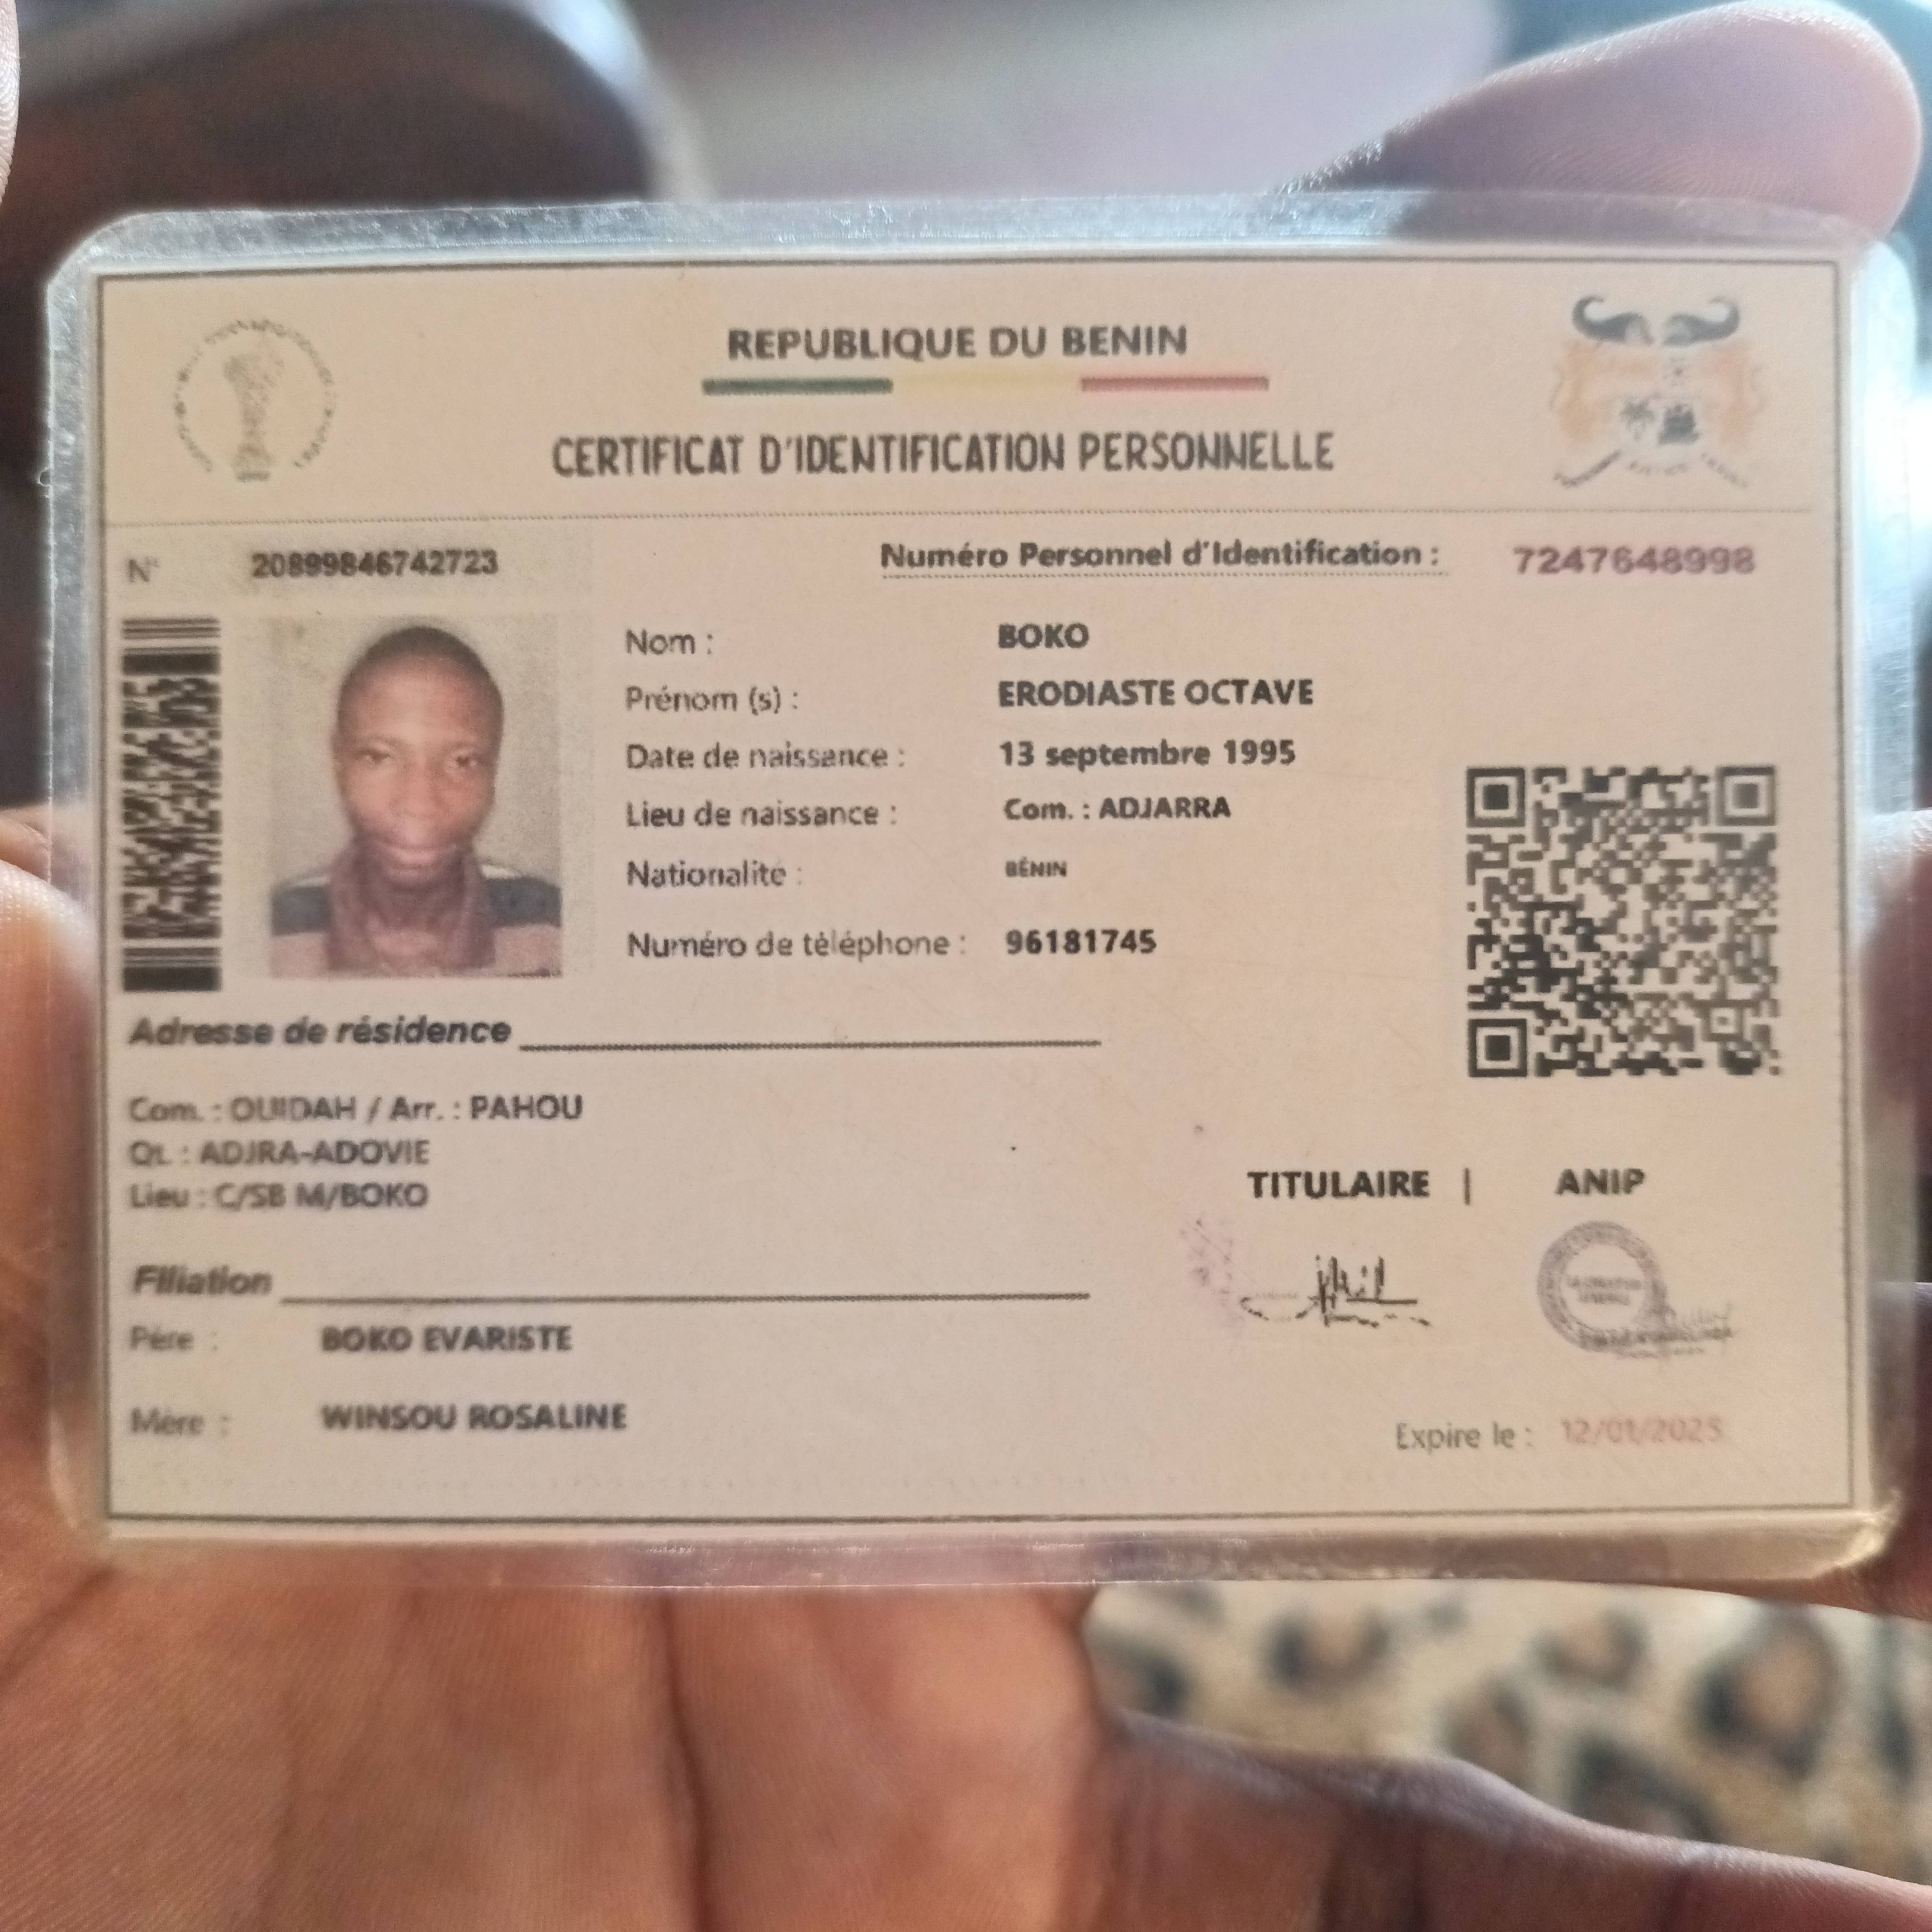 REPUBLIQUE DU BENIN
CERTIFICAT D'IDENTIFICATION PERSONNELLE
N° 20899846742723
Numéro Personnel d'Identification : 7247648998
Nom : BOKO
Prénom (s) : ERODIASTE OCTAVE
Date de naissance : 13 septembre 1995
Lieu de naissance : Com. : ADJARRA
Nationalité : BÉNIN
Numéro de téléphone : 96181745
Adresse de résidence
Com. : OUIDAH / Arr. : PAHOU
Qt. : ADJRA-ADOVIE
Lieu : C/SB M/BOKO
TITULAIRE | ANIP
Filiation
Père : BOKO EVARISTE
Mère : WINSOU ROSALINE
Expire le : 12/01/2025